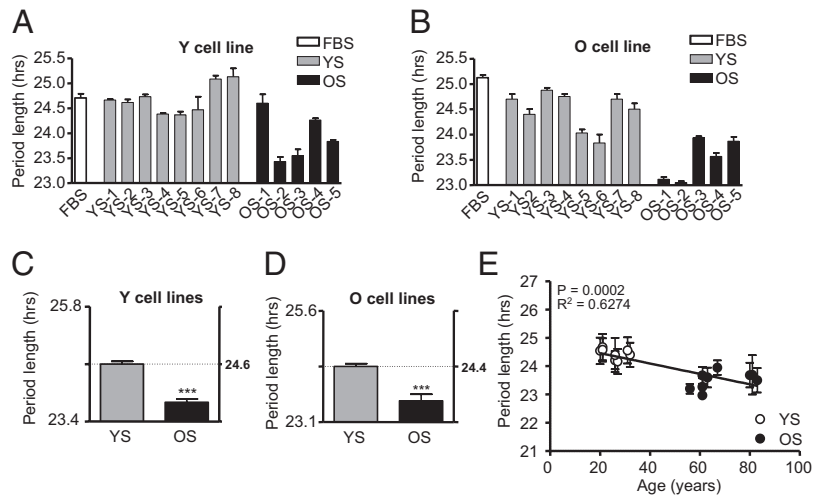 A
Y cell line
FBS
YS
OS
Period length (hrs)
25.5
25.0
24.5
24.0
23.5
23.0
FBS
YS-1
YS-2
YS-3
YS-4
YS-5
YS-6
YS-7
YS-8
OS-1
OS-2
OS-3
OS-4
OS-5
B
O cell line
FBS
YS
OS
Period length (hrs)
25.5
25.0
24.5
24.0
23.5
23.0
FBS
YS-1
YS-2
YS-3
YS-4
YS-5
YS-6
YS-7
YS-8
OS-1
OS-2
OS-3
OS-4
OS-5
C
Y cell lines
Period length (hrs)
25.8
24.6
23.4
***
YS
OS
D
O cell lines
Period length (hrs)
25.6
24.4
23.1
***
YS
OS
E
P = 0.0002
R² = 0.6274
Period length (hrs)
27
26
25
24
23
22
21
YS
OS
0
20
40
60
80
100
Age (years)